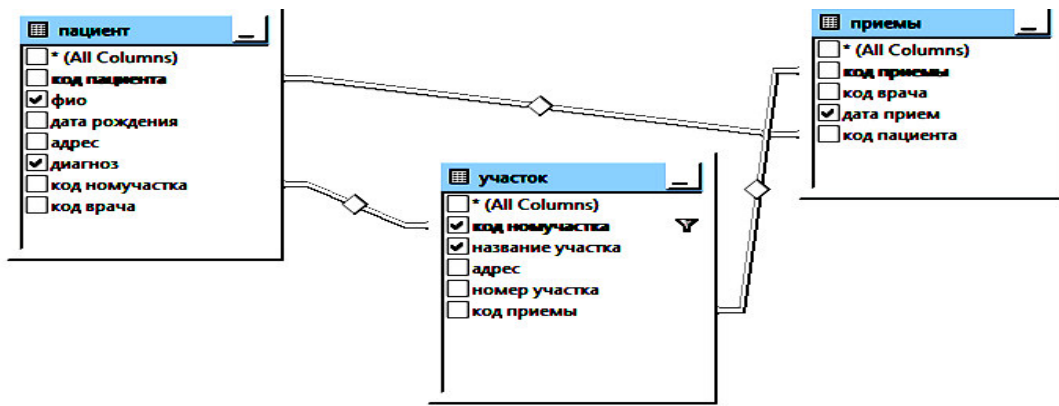 пациент
* (All Columns)
код пациента
фио
дата рождения
адрес
диагноз
код номучастка
код врача
участок
* (All Columns)
код номучастка
название участка
адрес
номер участка
код приемы
приемы
* (All Columns)
код приемы
код врача
дата прием
код пациента